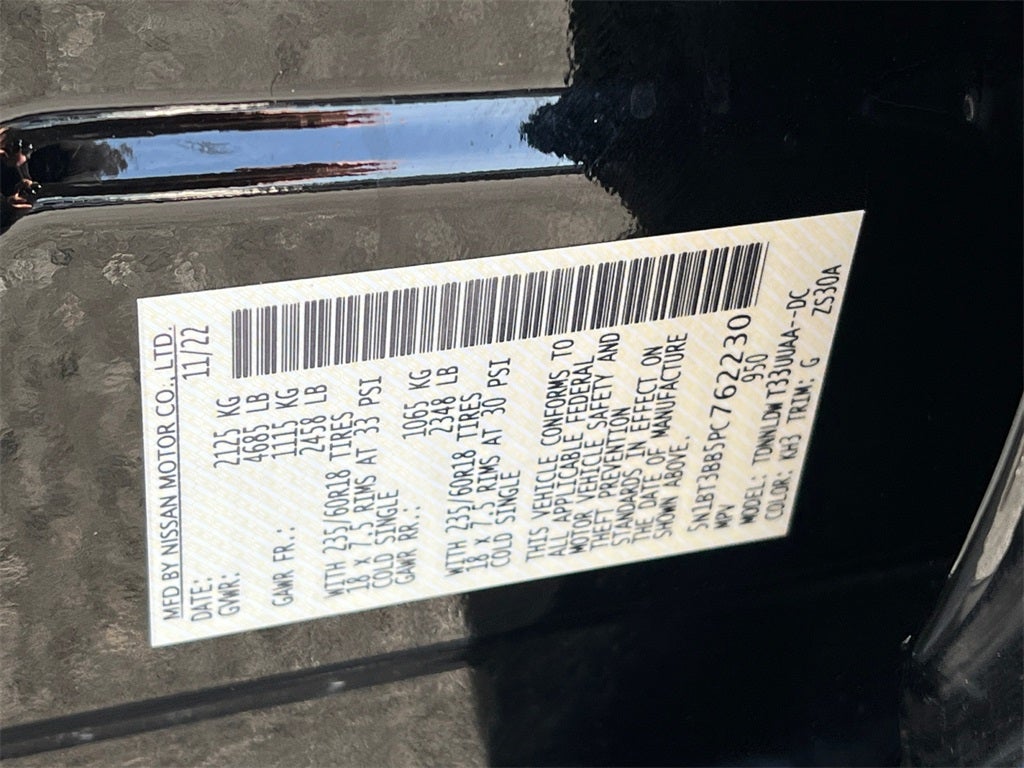 MFD BY NISSAN MOTOR CO., LTD.
DATE: 11/22
GVWR: 2125 KG
4685 LB
GAWR FR.: 1115 KG
2458 LB
WITH 235/60R18 TIRES
18 X 7.5 RIMS AT 33 PSI
COLD SINGLE
GAWR RR.: 1065 KG
2348 LB
WITH 235/60R18 TIRES
18 X 7.5 RIMS AT 30 PSI
COLD SINGLE
THIS VEHICLE CONFORMS TO
ALL APPLICABLE FEDERAL
MOTOR VEHICLE SAFETY AND
THEFT PREVENTION
STANDARDS IN EFFECT ON
THE DATE OF MANUFACTURE
SHOWN ABOVE.
5N1BT3BB5PC762230
MPV 950
MODEL: TDWNLDWT33UUAA--DC
COLOR: KH3 TRIM: G ZS30A